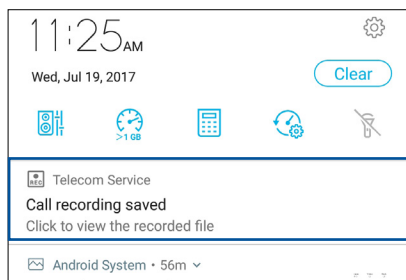 11:25AM
Wed, Jul 19, 2017
Clear
>1 GB
REC Telecom Service
Call recording saved
Click to view the recorded file
Android System • 56m